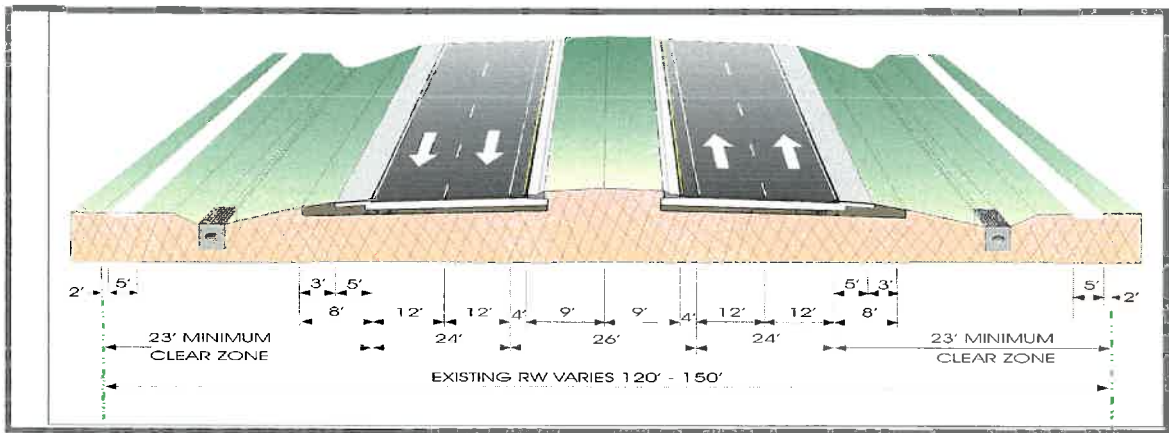 3' 5' 5' 3'
2' 5' 5' 2'
8' 12' 12' 4' 9' 9' 4' 12' 12' 8'
23' MINIMUM 24' 26' 24' 23' MINIMUM
CLEAR ZONE CLEAR ZONE
EXISTING RW VARIES 120' - 150'